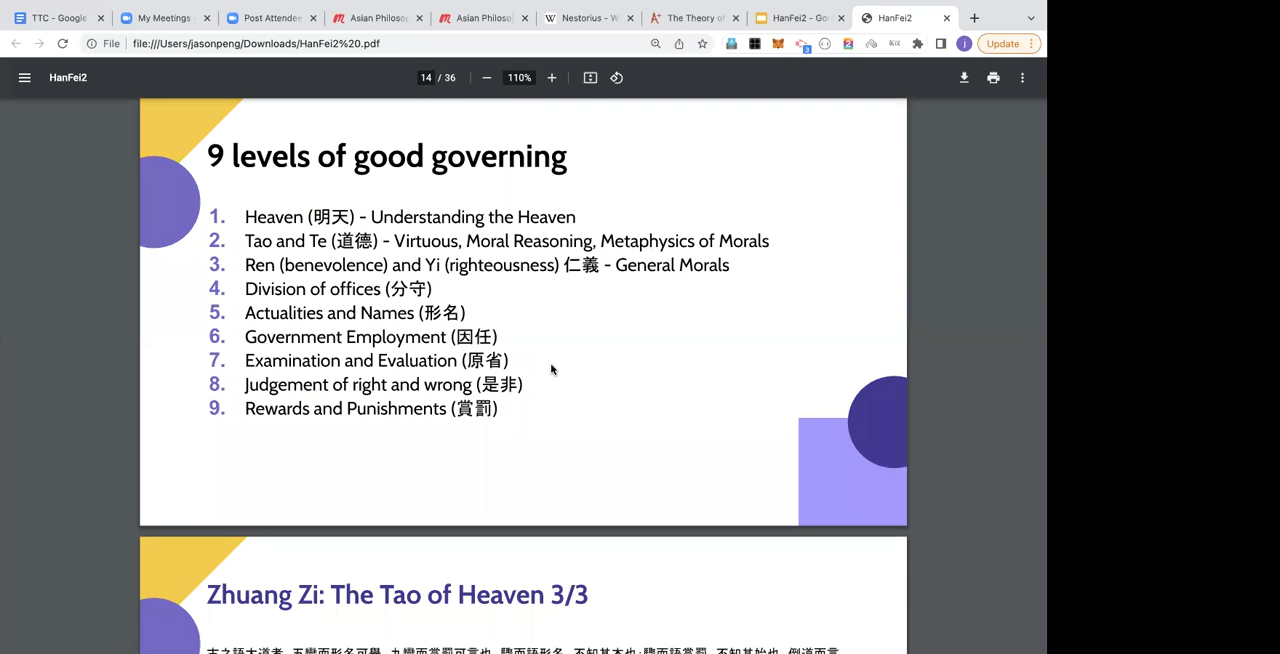 TTC - Google
My Meetings -
Post Attendee
Asian Philosop
Asian Philosop
Nestorius - W
The Theory of
HanFei2 - Goo
HanFei2
File | file:///Users/jasonpeng/Downloads/HanFei2%20.pdf
Update
HanFei2
14 / 36
110%
9 levels of good governing
1. Heaven (明天) - Understanding the Heaven
2. Tao and Te (道德) - Virtuous, Moral Reasoning, Metaphysics of Morals
3. Ren (benevolence) and Yi (righteousness) 仁義 - General Morals
4. Division of offices (分守)
5. Actualities and Names (形名)
6. Government Employment (因任)
7. Examination and Evaluation (原省)
8. Judgement of right and wrong (是非)
9. Rewards and Punishments (賞罰)
Zhuang Zi: The Tao of Heaven 3/3